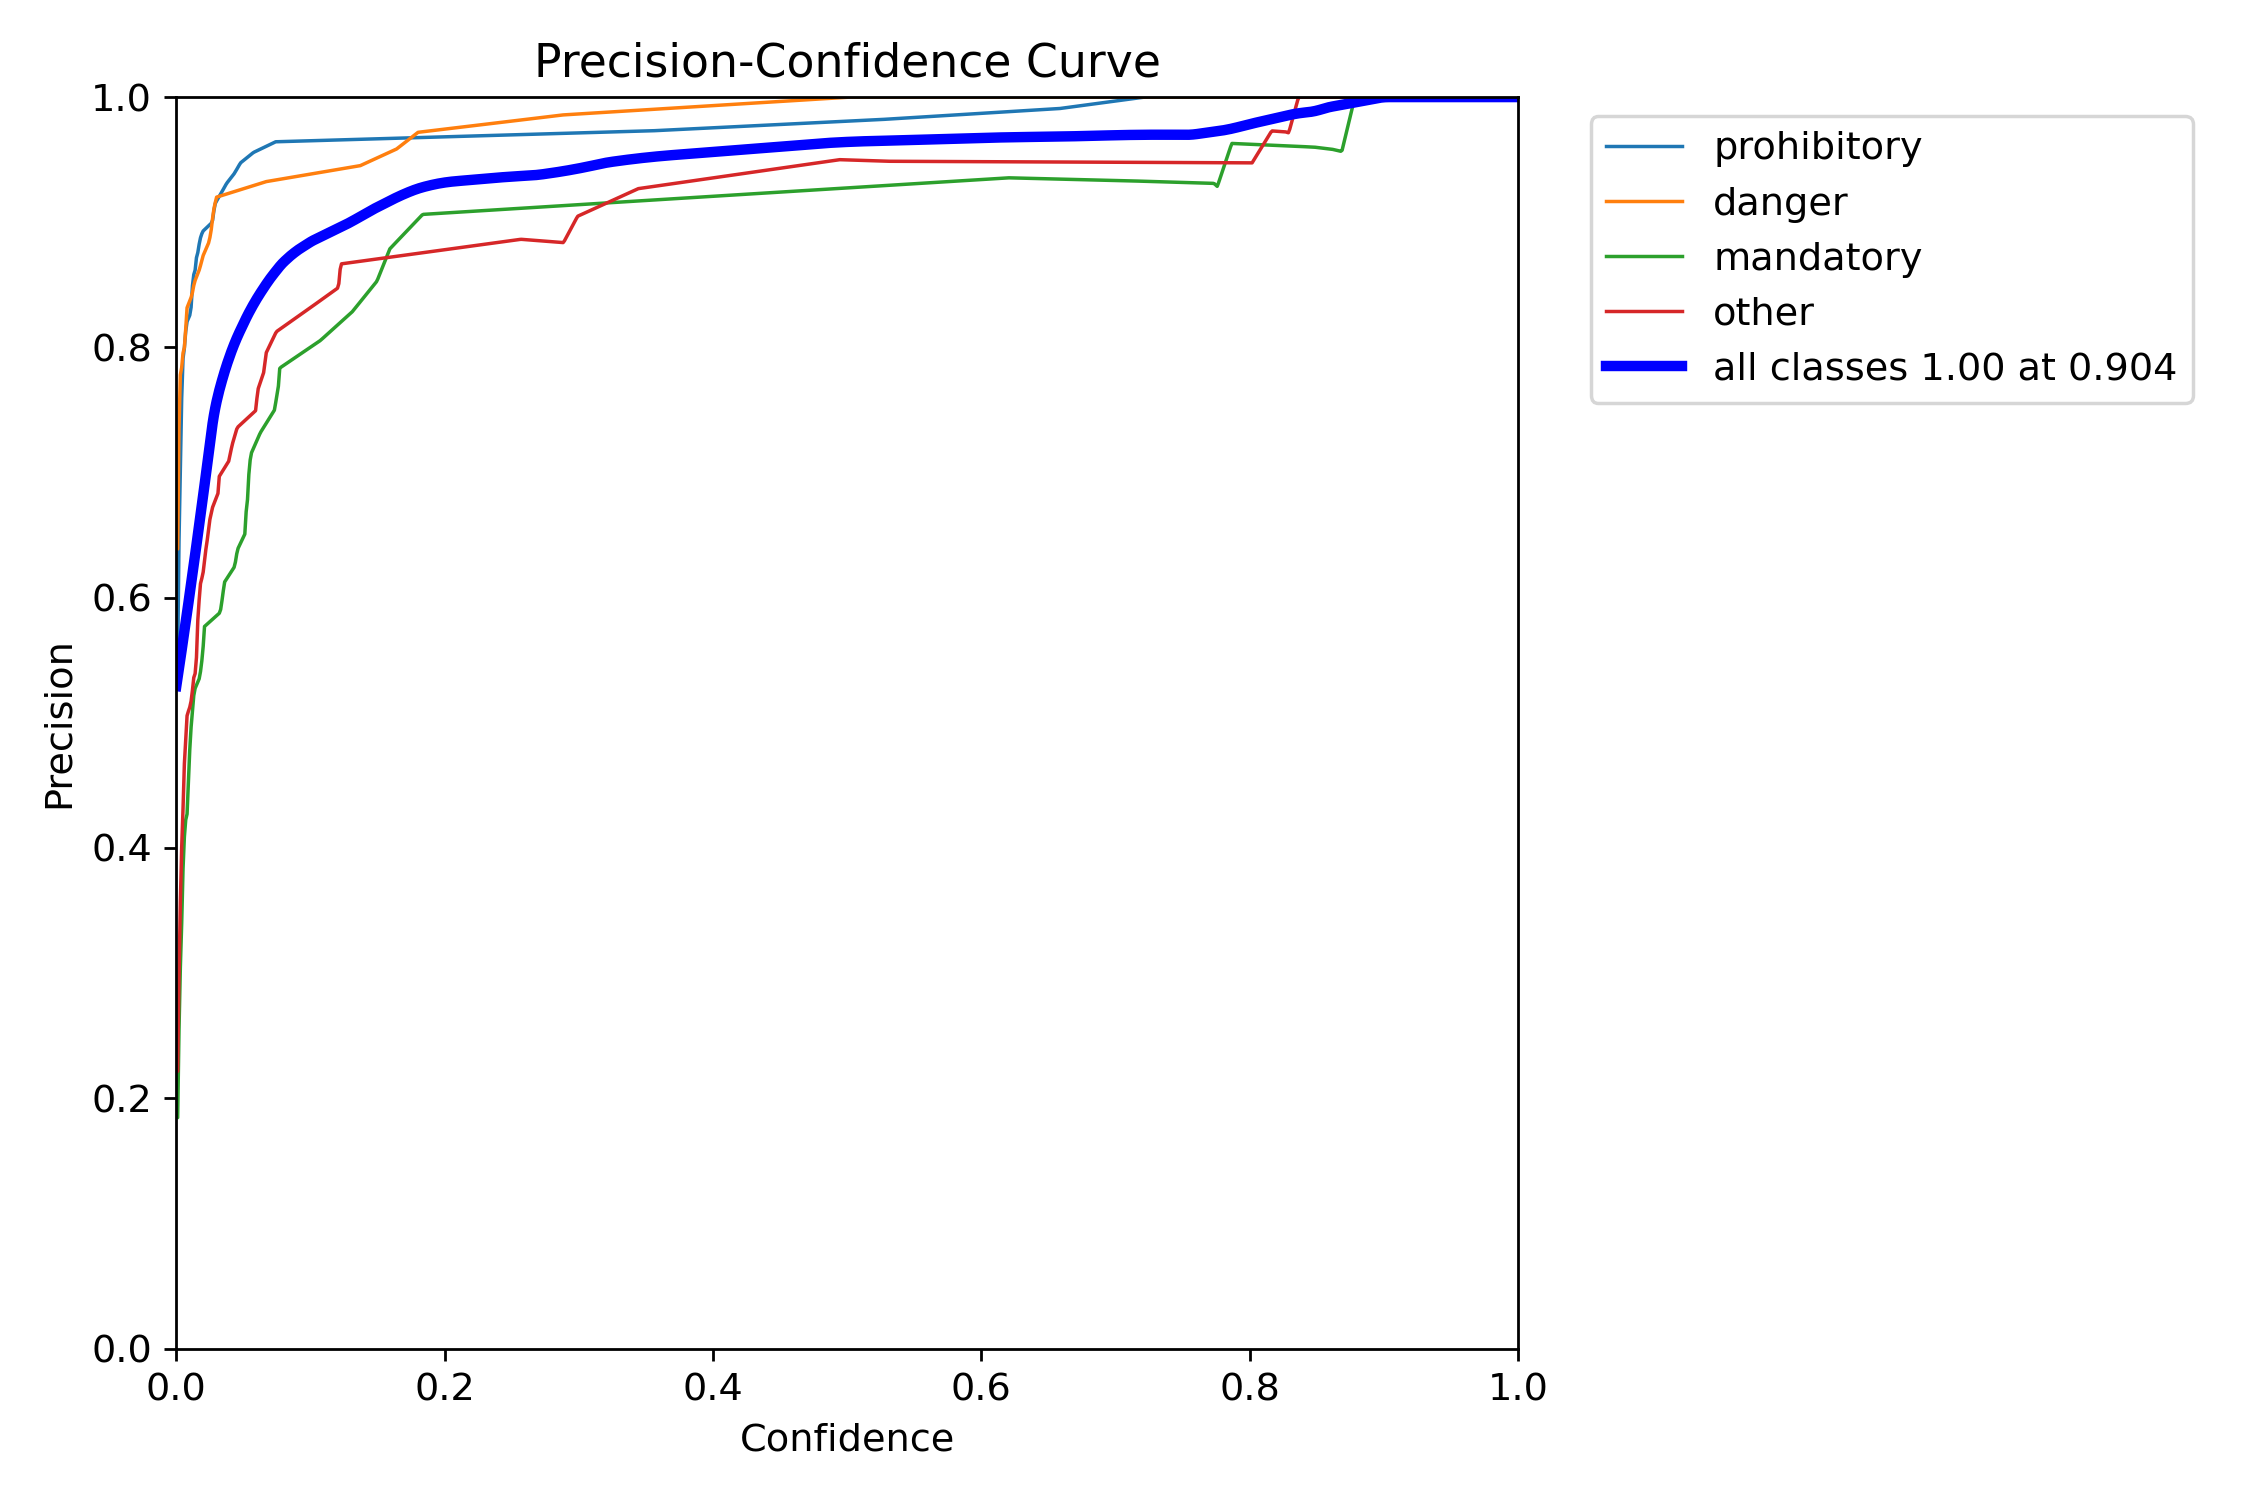 Precision-Confidence Curve
1.0
0.8
0.6
0.4
0.2
0.0
Precision
0.0 0.2 0.4 0.6 0.8 1.0
Confidence
prohibitory
danger
mandatory
other
all classes 1.00 at 0.904